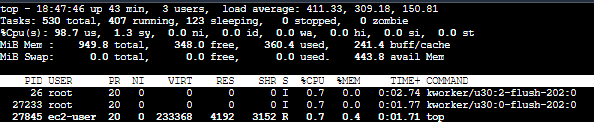 top - 18:47:46 up 43 min, 3 users, load average: 411.33, 309.18, 150.81
Tasks: 530 total, 407 running, 123 sleeping, 0 stopped, 0 zombie
%Cpu(s): 98.7 us, 1.3 sy, 0.0 ni, 0.0 id, 0.0 wa, 0.0 hi, 0.0 si, 0.0 st
MiB Mem : 949.8 total, 348.0 free, 360.4 used, 241.4 buff/cache
MiB Swap: 0.0 total, 0.0 free, 0.0 used. 443.8 avail Mem
PID USER PR NI VIRT RES SHR S %CPU %MEM TIME+ COMMAND
26 root 20 0 0 0 0 I 0.7 0.0 0:02.74 kworker/u30:2-flush-202:0
27233 root 20 0 0 0 0 I 0.7 0.0 0:01.77 kworker/u30:0-flush-202:0
27845 ec2-user 20 0 233368 4192 3152 R 0.7 0.4 0:01.71 top